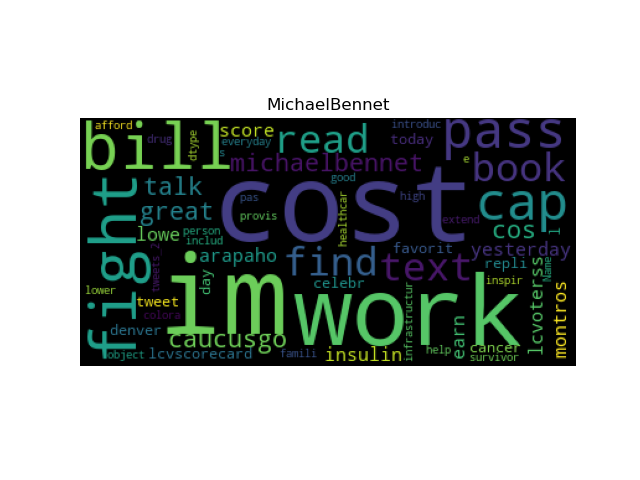 MichaelBennet
afford
drug
dtype
score
everyday
s
bill
read
introduc
today
pass
michaelbennet
e
book
talk
good
cost
cap
great
pas
provis
healthcar
high
extend
cos
l
fight
lowe
person
includ
arapaho
find
favorit
yesterday
text
repli
tweets_2
day
im
celebr
inspir
Name
lower
tweet
colora
work
infrastructur
earn
lcvoterss
montros
denver
caucusgo
help
cancer
object
lcvscorecard
famili
insulin
survivor